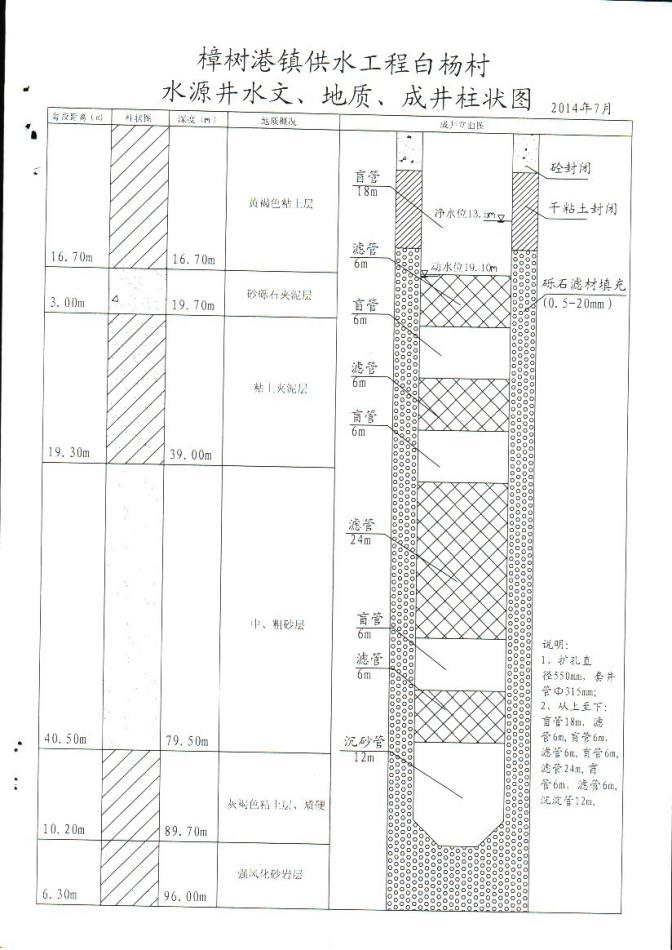 樟树港镇供水工程白杨村
水源井水文、地质、成井柱状图
2014年7月
柱状图
深度(m)
地质概况
成井立面图
16.70m
16.70m
黄褐色粘土层
3.00m
19.70m
砂砾石夹泥层
19.30m
39.00m
粘土夹泥层
40.50m
79.50m
中、粗砂层
10.20m
89.70m
灰褐色粘土层、质硬
6.30m
96.00m
强风化砂岩层
盲管
18m
滤管
6m
盲管
6m
滤管
6m
盲管
6m
滤管
24m
盲管
6m
滤管
6m
沉砂管
12m
净水位13.5m
动水位19.10m
砼封闭
干粘土封闭
砾石滤材填充
(0.5-20mm)
说明:
1、扩孔直
径550mm，套井
管Φ315mm;
2、从上至下:
盲管18m，滤
管6m,盲管6m,
滤管6m,盲管6m,
滤管24m,盲
管6m，滤管6m,
沉淀管12m.